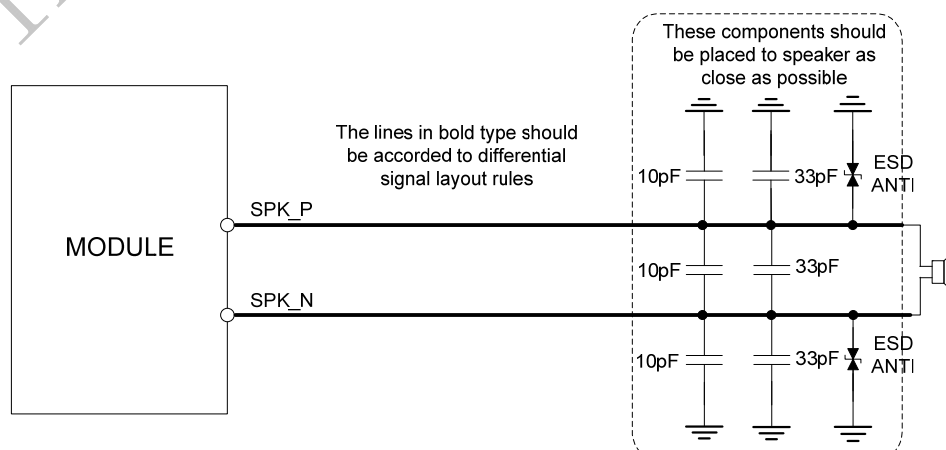 These components should
be placed to speaker as
close as possible
The lines in bold type should
be accorded to differential
signal layout rules
10pF
33pF
ESD
ANTI
SPK_P
MODULE
10pF
33pF
SPK_N
10pF
33pF
ESD
ANTI